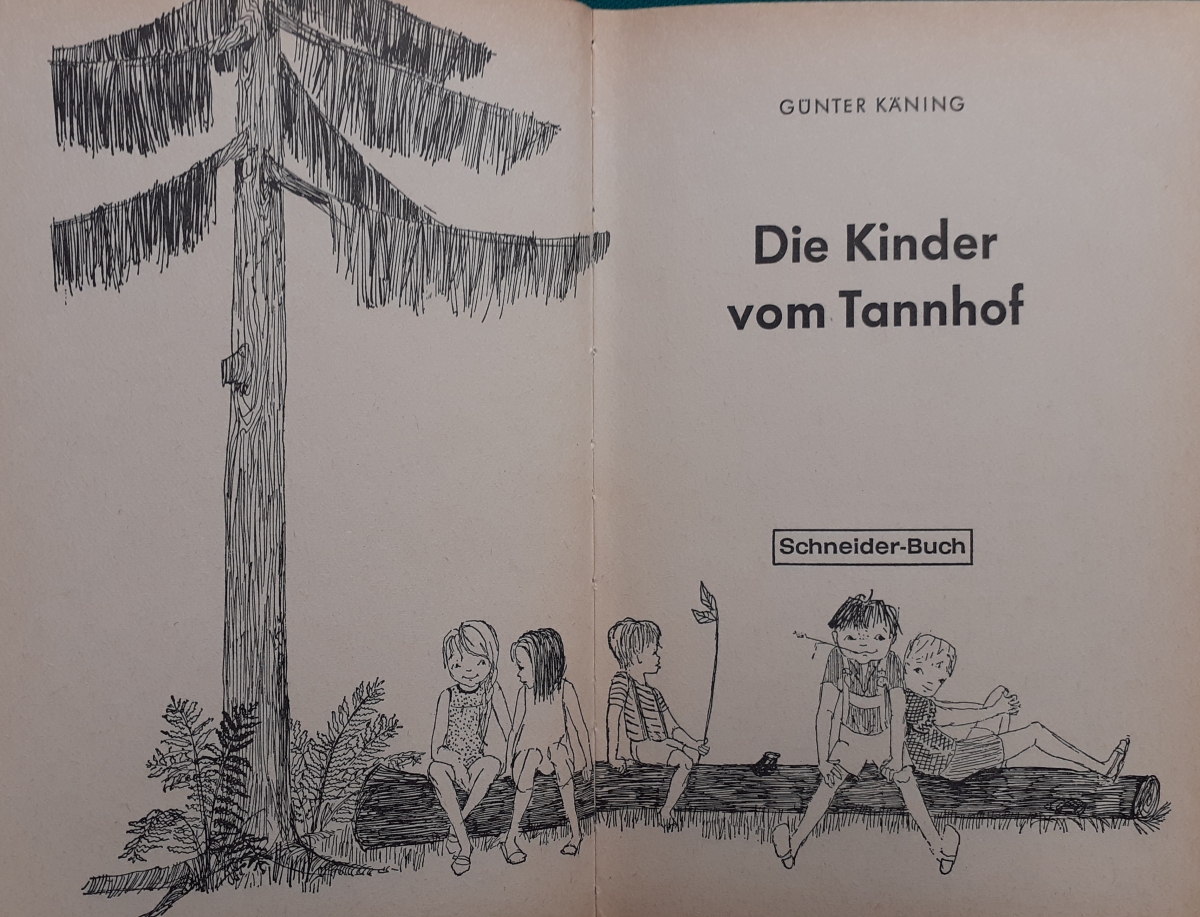 GÜNTER KÄNING
Die Kinder
vom Tannhof
Schneider-Buch